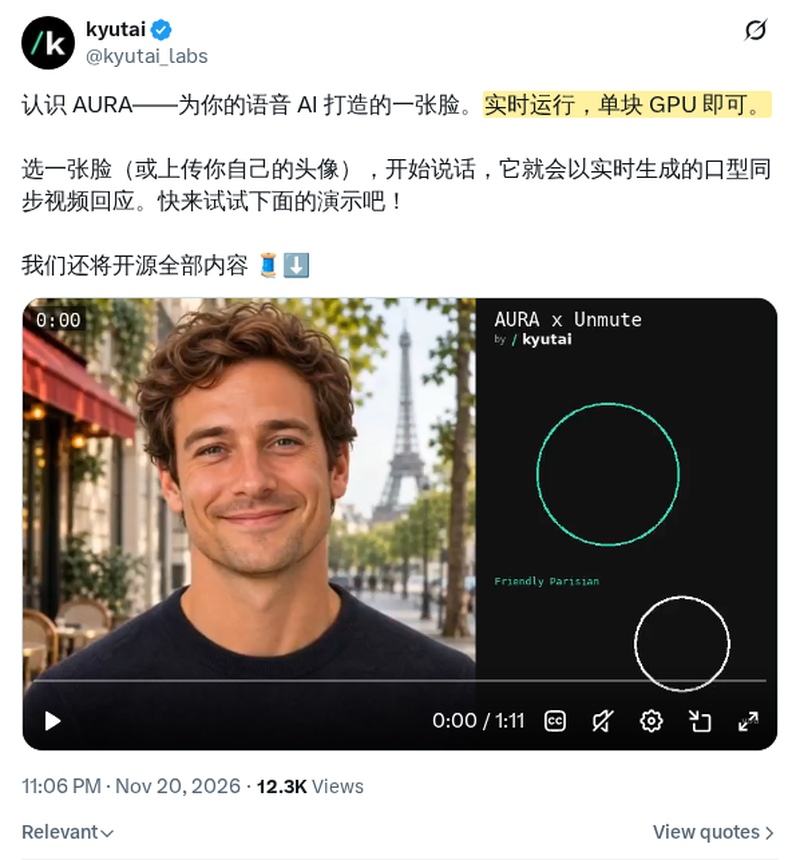 kyutai
@kyutai_labs
认识 AURA——为你的语音 AI 打造的一张脸。实时运行，单块 GPU 即可。
选一张脸（或上传你自己的头像），开始说话，它就会以实时生成的口型同
步视频回应。快来试试下面的演示吧！
我们还将开源全部内容 🧵⬇️
0:00
AURA x Unmute
by / kyutai
Friendly Parisian
0:00 / 1:11
CC
11:06 PM · Nov 20, 2026 · 12.3K Views
Relevant
View quotes